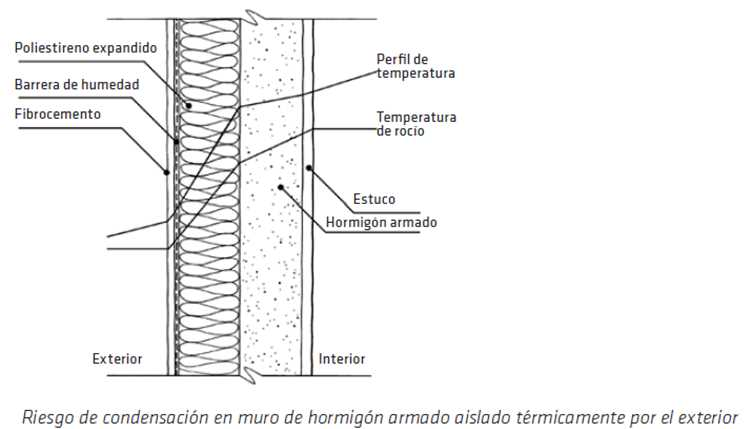 Poliestireno expandido
Barrera de humedad
Fibrocemento
Perfil de
temperatura
Temperatura
de rocío
Estuco
Hormigón armado
Exterior
Interior
Riesgo de condensación en muro de hormigón armado aislado térmicamente por el exterior